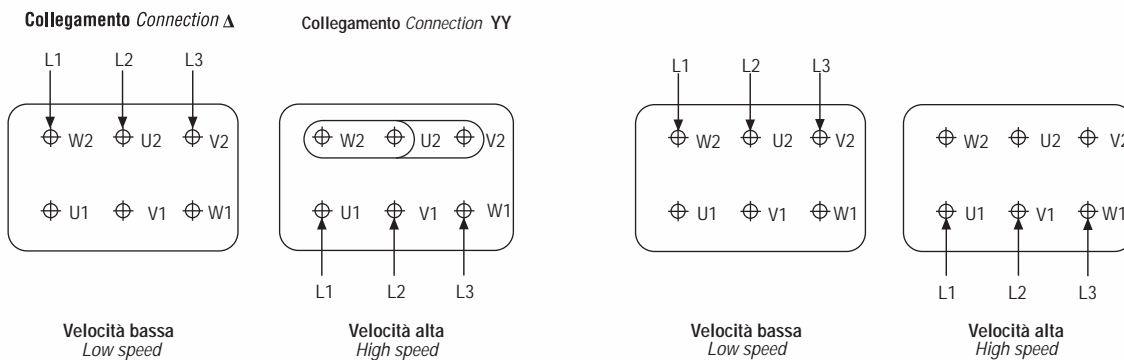 Collegamento Connection Δ
Collegamento Connection YY
L1 L2 L3
W2 U2 V2
U1 V1 W1
Velocità bassa
Low speed
W2 U2 V2
U1 V1 W1
L1 L2 L3
Velocità alta
High speed
L1 L2 L3
W2 U2 V2
U1 V1 W1
Velocità bassa
Low speed
W2 U2 V2
U1 V1 W1
L1 L2 L3
Velocità alta
High speed